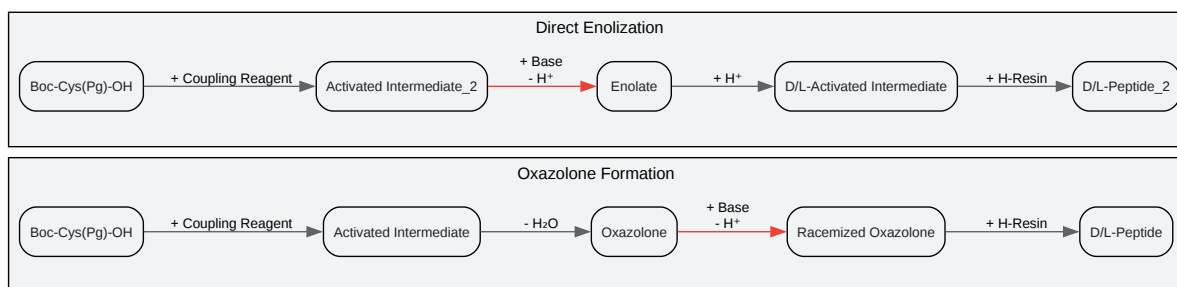 Direct Enolization
Boc-Cys(Pg)-OH
+ Coupling Reagent
Activated Intermediate_2
+ Base
- H⁺
Enolate
+ H⁺
D/L-Activated Intermediate
+ H-Resin
D/L-Peptide_2
Oxazolone Formation
Boc-Cys(Pg)-OH
+ Coupling Reagent
Activated Intermediate
- H₂O
Oxazolone
+ Base
- H⁺
Racemized Oxazolone
+ H-Resin
D/L-Peptide